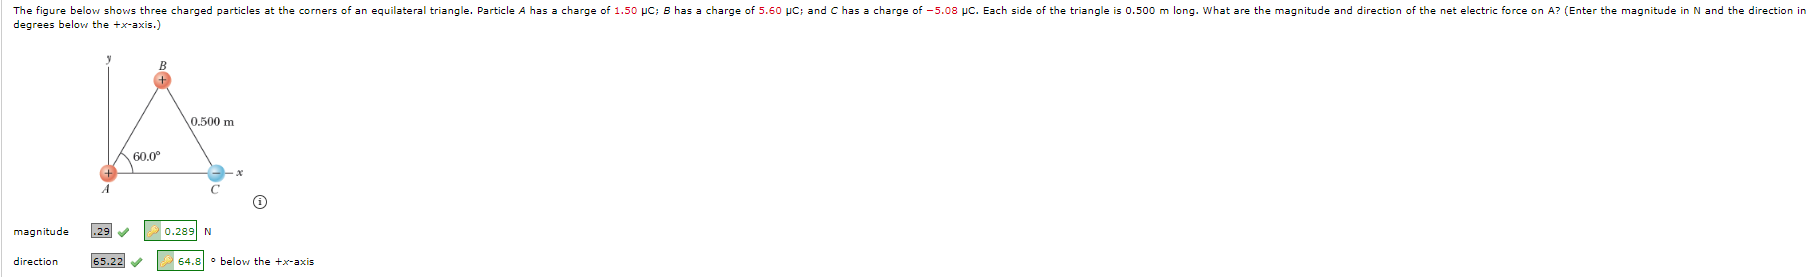 The figure below shows three charged particles at the corners of an equilateral triangle. Particle A has a charge of 1.50 µC; B has a charge of 5.60 µC; and C has a charge of −5.08 µC. Each side of the triangle is 0.500 m long. What are the magnitude and direction of the net electric force on A? (Enter the magnitude in N and the direction in
degrees below the +x-axis.)
y
B
+
0.500 m
60.0°
+
− x
A C
i
magnitude .29 0.289 N
direction 65.22 64.8 ° below the +x-axis